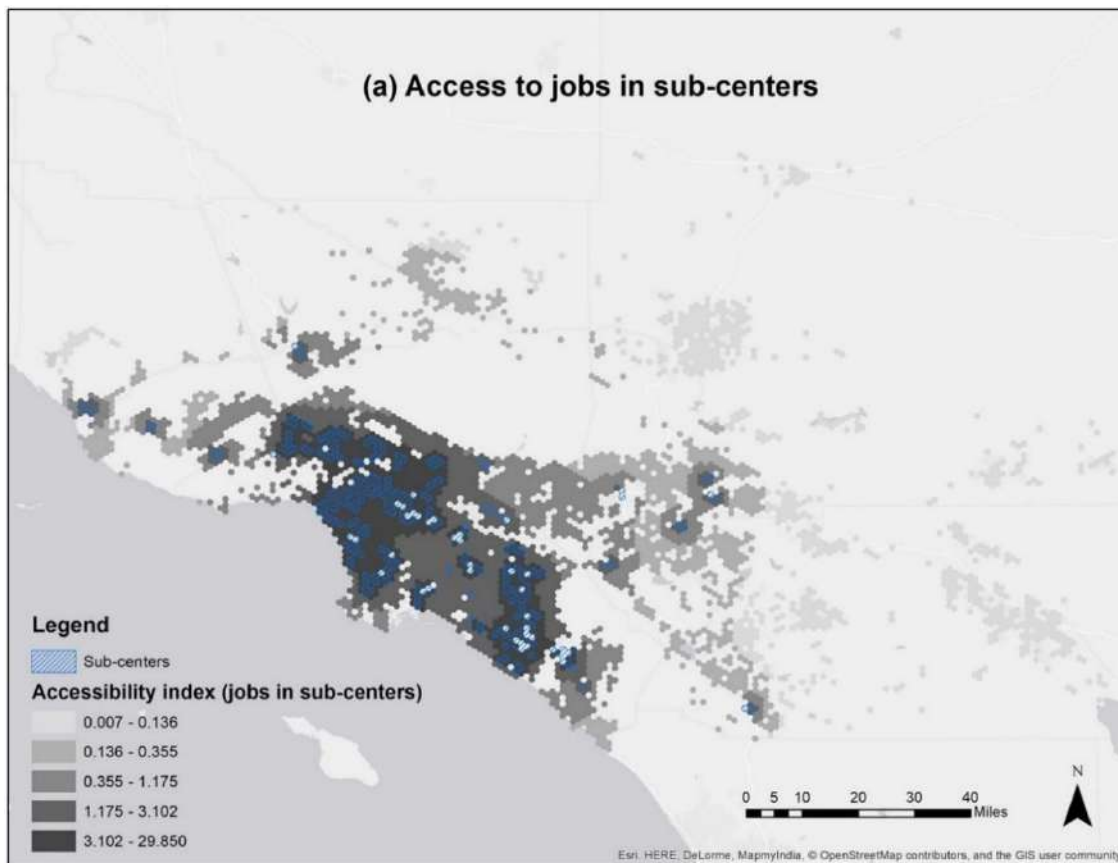 (a) Access to jobs in sub-centers
Legend
Sub-centers
Accessibility index (jobs in sub-centers)
0.007 - 0.136
0.136 - 0.355
0.355 - 1.175
1.175 - 3.102
3.102 - 29.850
N
0 5 10 20 30 40
Miles
Esri, HERE, DeLorme, MapmyIndia, © OpenStreetMap contributors, and the GIS user community